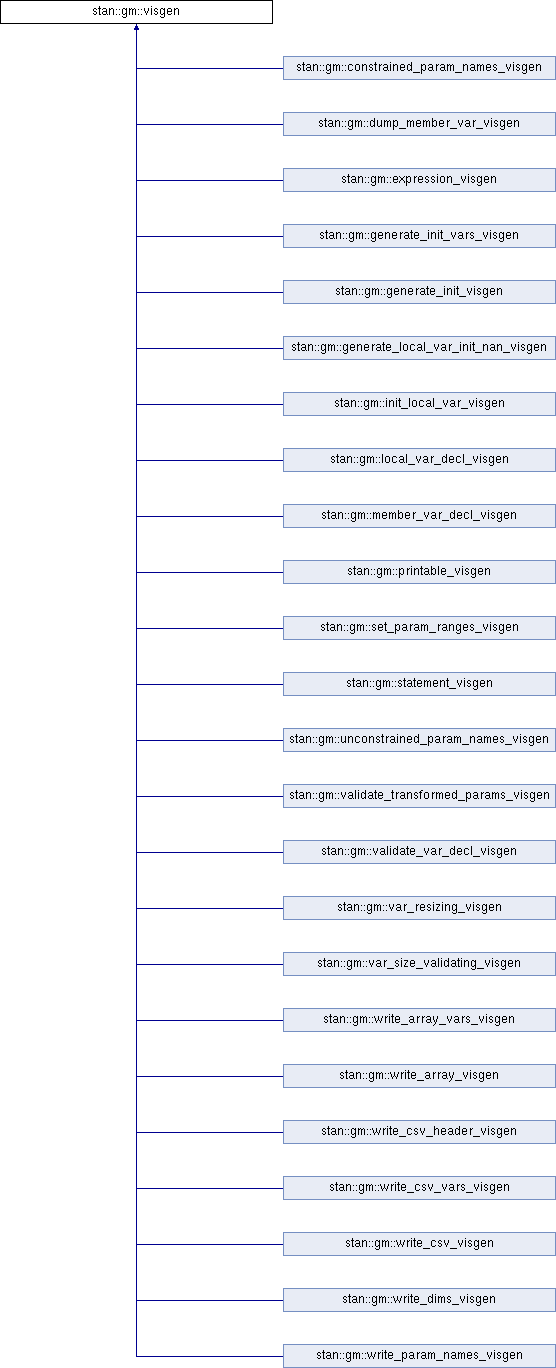 stan::gm::visgen
stan::gm::constrained_param_names_visgen
stan::gm::dump_member_var_visgen
stan::gm::expression_visgen
stan::gm::generate_init_vars_visgen
stan::gm::generate_init_visgen
stan::gm::generate_local_var_init_nan_visgen
stan::gm::init_local_var_visgen
stan::gm::local_var_decl_visgen
stan::gm::member_var_decl_visgen
stan::gm::printable_visgen
stan::gm::set_param_ranges_visgen
stan::gm::statement_visgen
stan::gm::unconstrained_param_names_visgen
stan::gm::validate_transformed_params_visgen
stan::gm::validate_var_decl_visgen
stan::gm::var_resizing_visgen
stan::gm::var_size_validating_visgen
stan::gm::write_array_vars_visgen
stan::gm::write_array_visgen
stan::gm::write_csv_header_visgen
stan::gm::write_csv_vars_visgen
stan::gm::write_csv_visgen
stan::gm::write_dims_visgen
stan::gm::write_param_names_visgen